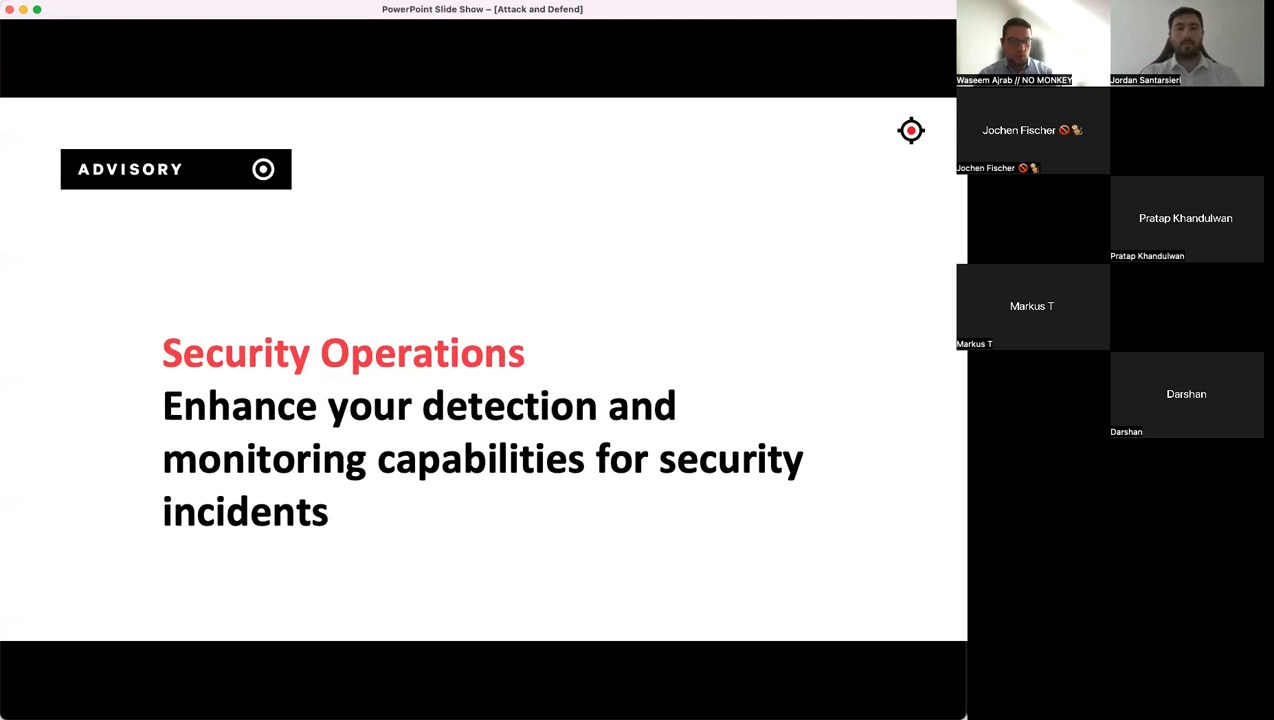 PowerPoint Slide Show – [Attack and Defend]
ADVISORY
Security Operations
Enhance your detection and
monitoring capabilities for security
incidents
Waseem Ajrab // NO MONKEY
Jordan Santarsieri
Jochen Fischer 🚫🐒
Jochen Fischer 🚫🐒
Pratap Khandulwan
Pratap Khandulwan
Markus T
Markus T
Darshan
Darshan